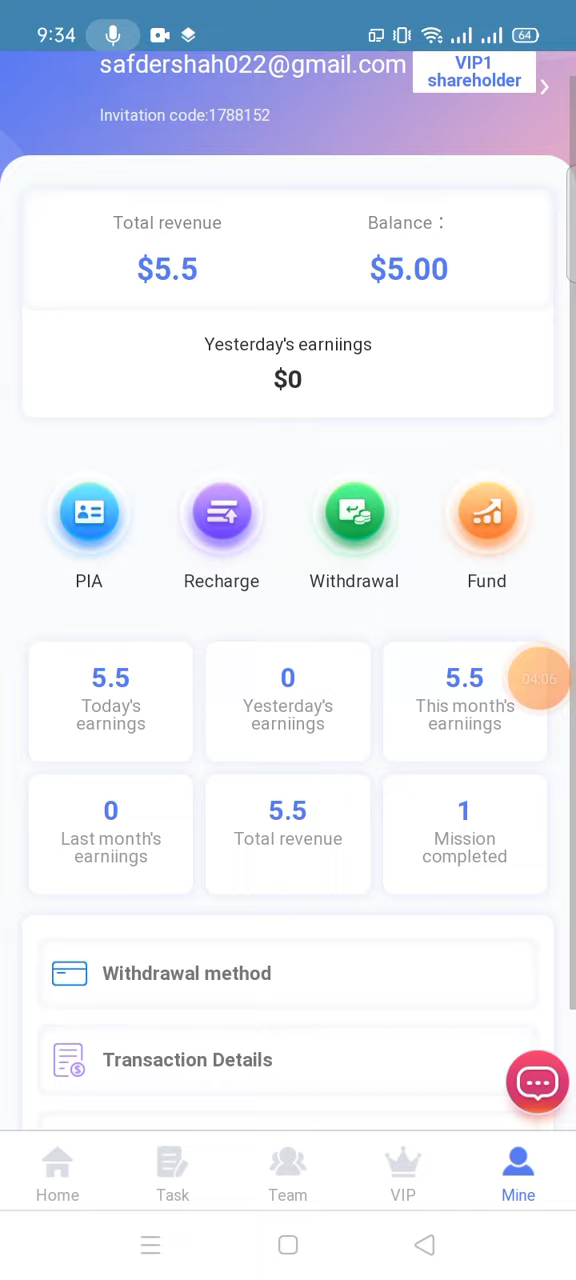 9:34
64
safdershah022@gmail.com
VIP1
shareholder
Invitation code:1788152
Total revenue
Balance：
$5.5
$5.00
Yesterday's earniings
$0
PIA
Recharge
Withdrawal
Fund
5.5
Today's
earnings
0
Yesterday's
earniings
5.5
This month's
earniings
04:06
0
Last month's
earniings
5.5
Total revenue
1
Mission
completed
Withdrawal method
Transaction Details
Home
Task
Team
VIP
Mine